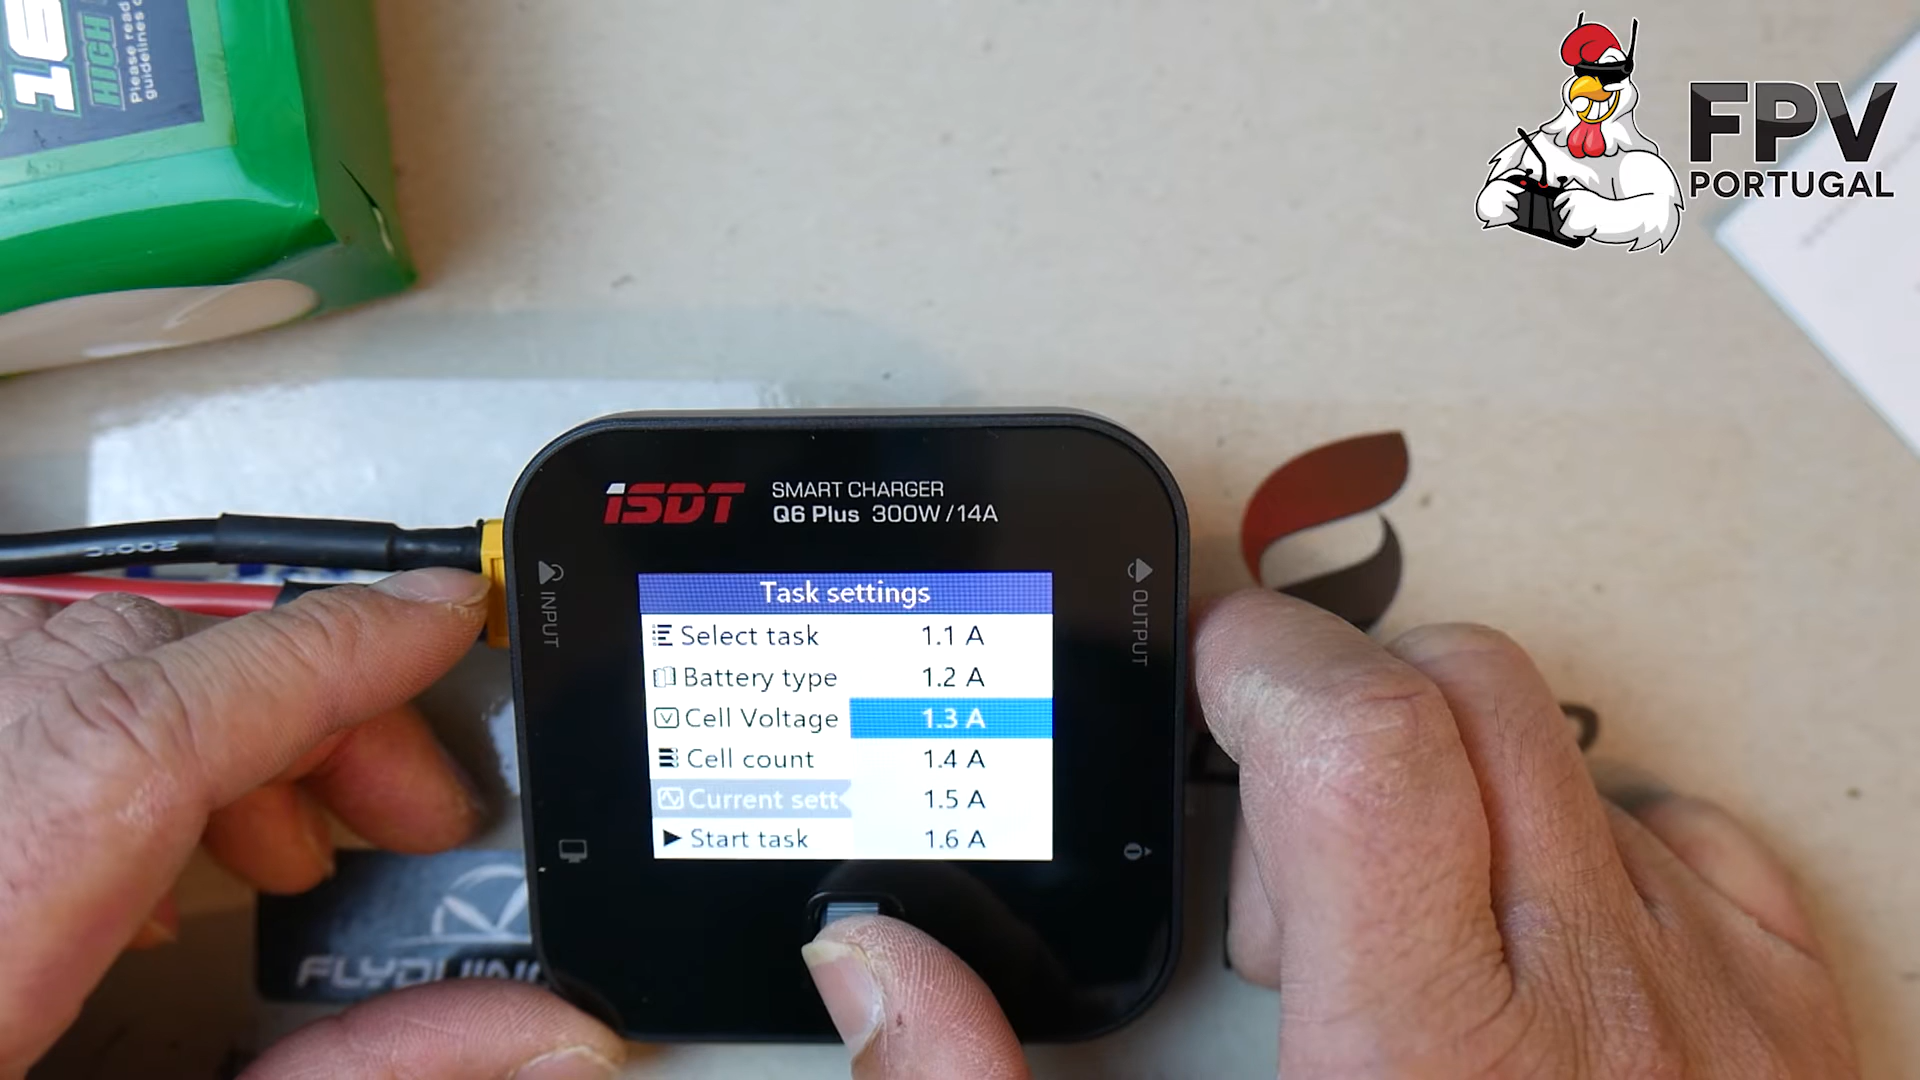 16
HIGH
Please read
guidelines
FPV
PORTUGAL
iSDT
SMART CHARGER
Q6 Plus 300W/14A
INPUT
OUTPUT
Task settings
Select task 1.1 A
Battery type 1.2 A
Cell Voltage 1.3 A
Cell count 1.4 A
Current sett 1.5 A
Start task 1.6 A
200°C